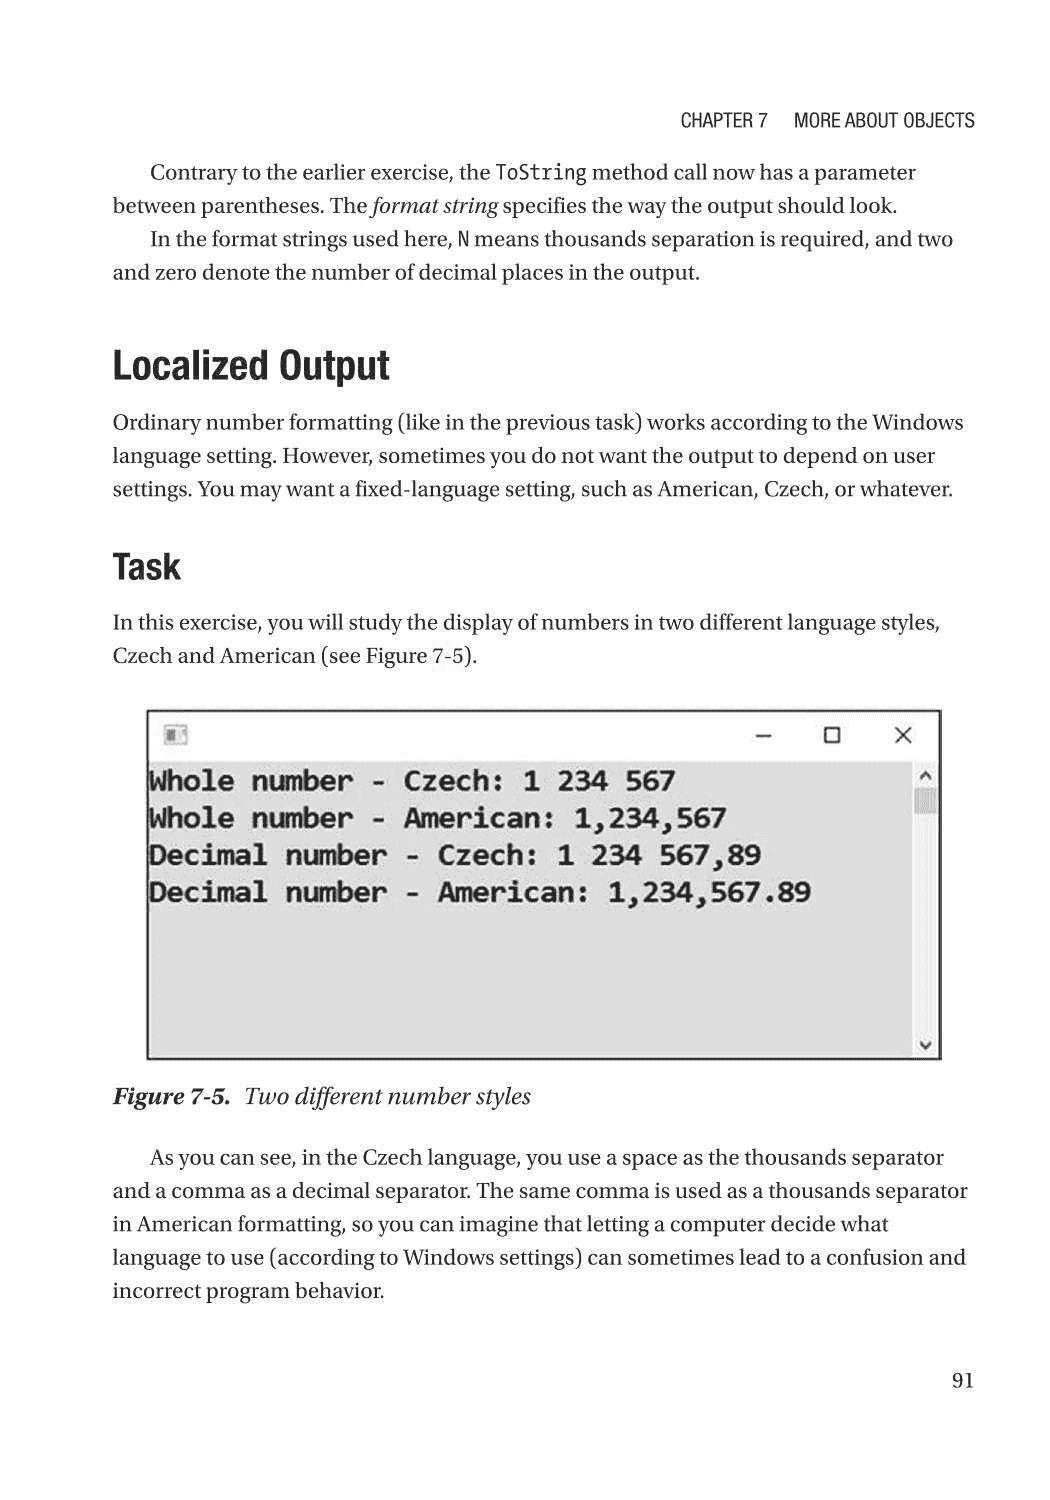 CHAPTER 7 MORE ABOUT OBJECTS
Contrary to the earlier exercise, the ToString method call now has a parameter
between parentheses. The format string specifies the way the output should look.
In the format strings used here, N means thousands separation is required, and two
and zero denote the number of decimal places in the output.
Localized Output
Ordinary number formatting (like in the previous task) works according to the Windows
language setting. However, sometimes you do not want the output to depend on user
settings. You may want a fixed-language setting, such as American, Czech, or whatever.
Task
In this exercise, you will study the display of numbers in two different language styles,
Czech and American (see Figure 7-5).
Whole number - Czech: 1 234 567
Whole number - American: 1,234,567
Decimal number - Czech: 1 234 567,89
Decimal number - American: 1,234,567.89
Figure 7-5. Two different number styles
As you can see, in the Czech language, you use a space as the thousands separator
and a comma as a decimal separator. The same comma is used as a thousands separator
in American formatting, so you can imagine that letting a computer decide what
language to use (according to Windows settings) can sometimes lead to a confusion and
incorrect program behavior.
91